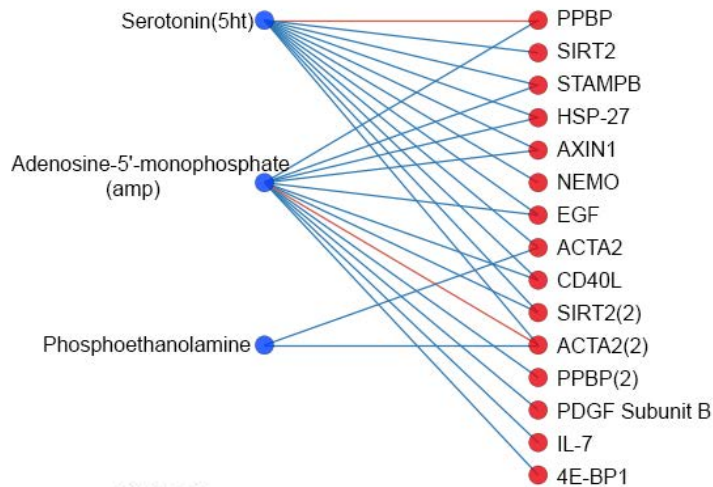 Serotonin(5ht)
PPBP
SIRT2
STAMPB
HSP-27
AXIN1
Adenosine-5'-monophosphate
(amp)
NEMO
EGF
ACTA2
CD40L
SIRT2(2)
Phosphoethanolamine
ACTA2(2)
PPBP(2)
PDGF Subunit B
IL-7
4E-BP1